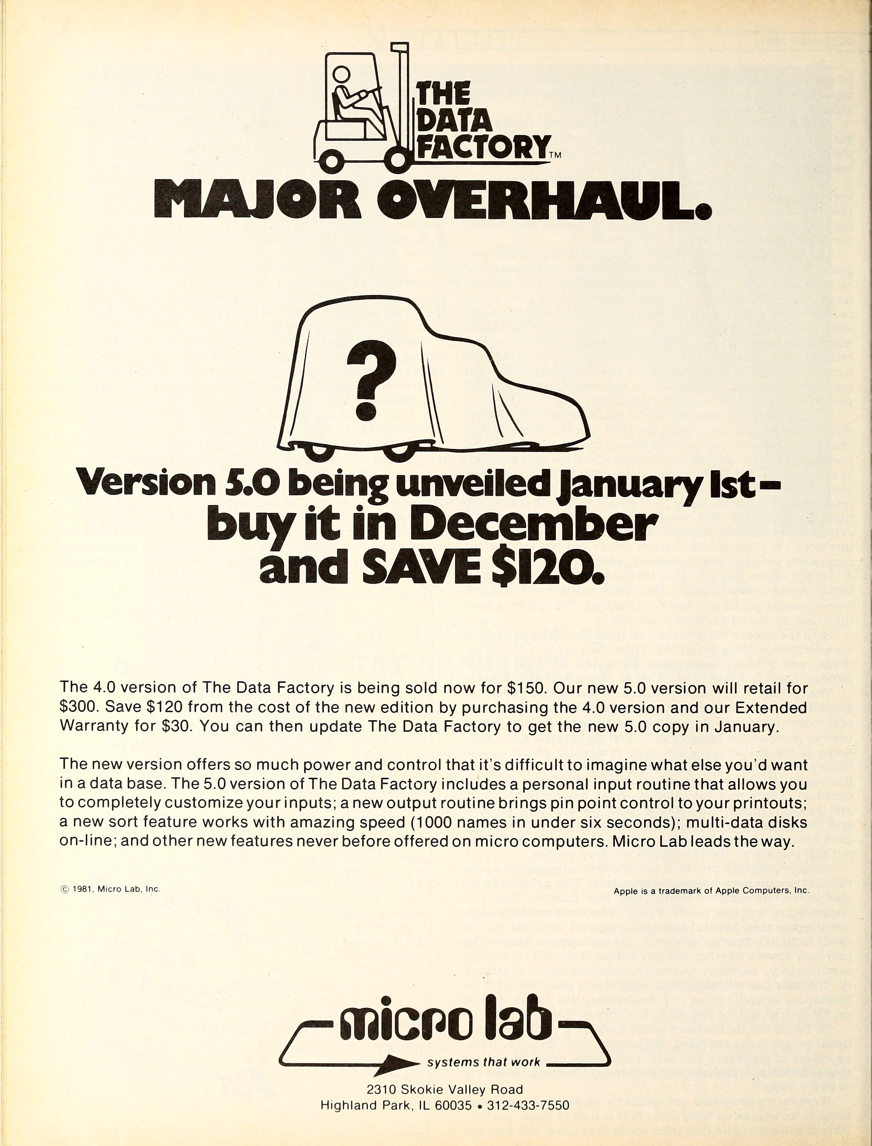 THE
DATA
FACTORY™
MAJOR OVERHAUL.
?
Version 5.0 being unveiled January 1st–
buy it in December
and SAVE $120.
The 4.0 version of The Data Factory is being sold now for $150. Our new 5.0 version will retail for
$300. Save $120 from the cost of the new edition by purchasing the 4.0 version and our Extended
Warranty for $30. You can then update The Data Factory to get the new 5.0 copy in January.
The new version offers so much power and control that it's difficult to imagine what else you'd want
in a data base. The 5.0 version of The Data Factory includes a personal input routine that allows you
to completely customize your inputs; a new output routine brings pin point control to your printouts;
a new sort feature works with amazing speed (1000 names in under six seconds); multi-data disks
on-line; and other new features never before offered on micro computers. Micro Lab leads the way.
© 1981, Micro Lab, Inc.
Apple is a trademark of Apple Computers, Inc.
micro lab
systems that work
2310 Skokie Valley Road
Highland Park, IL 60035 • 312-433-7550